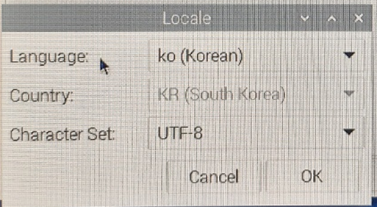 Locale
Language: ko (Korean)
Country: KR (South Korea)
Character Set: UTF-8
Cancel OK